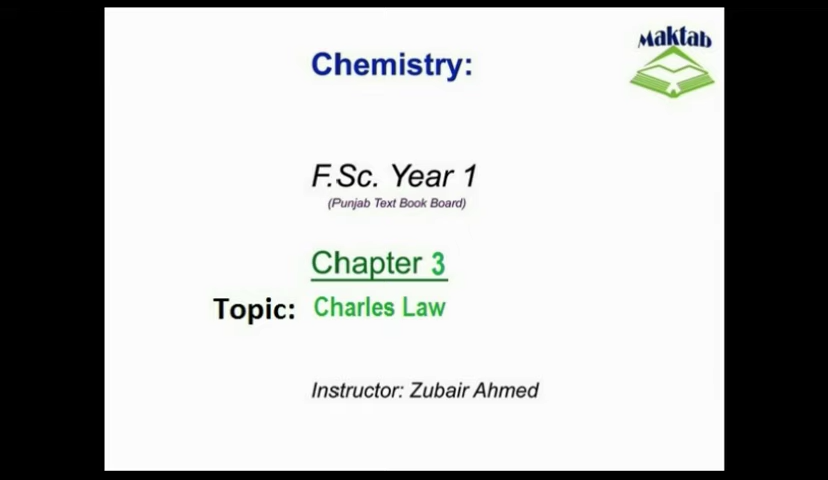 Maktab
Chemistry:
F.Sc. Year 1
(Punjab Text Book Board)
Chapter 3
Topic: Charles Law
Instructor: Zubair Ahmed